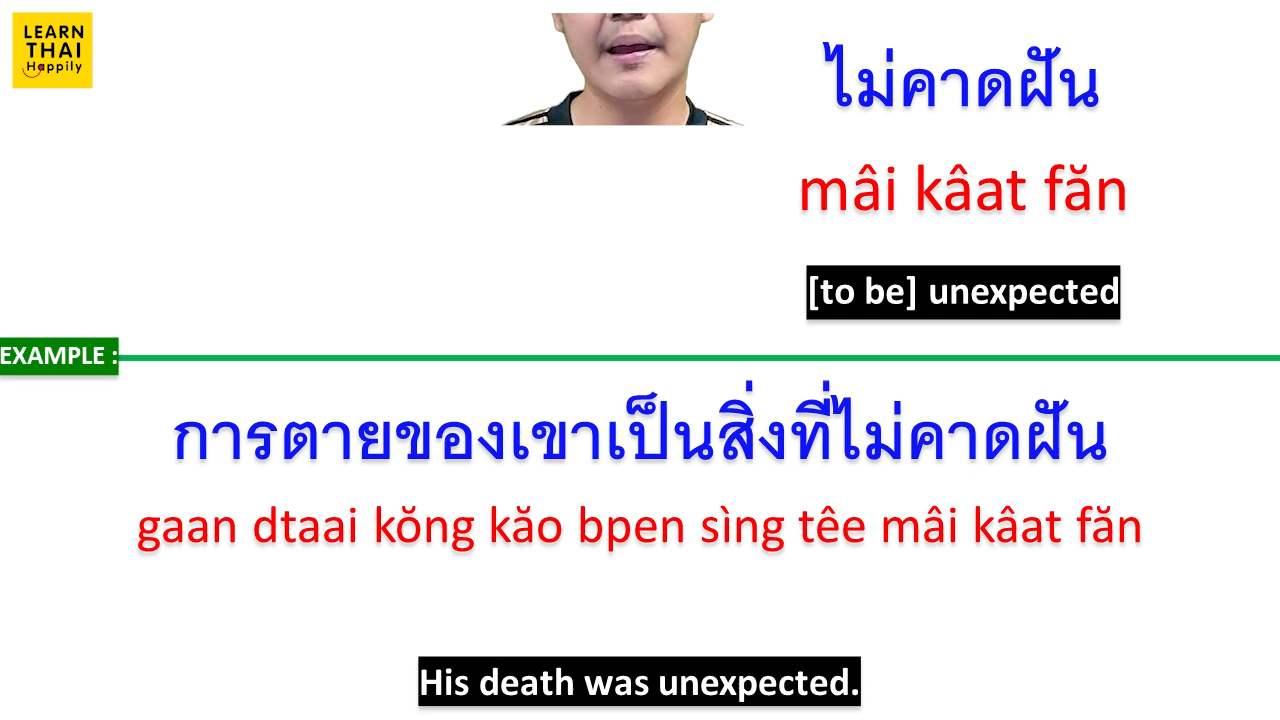 LEARN
THAI
Happily
ไม่คาดฝัน
mâi kâat făn
[to be] unexpected
EXAMPLE :
การตายของเขาเป็นสิ่งที่ไม่คาดฝัน
gaan dtaai kŏng kăo bpen sìng têe mâi kâat făn
His death was unexpected.